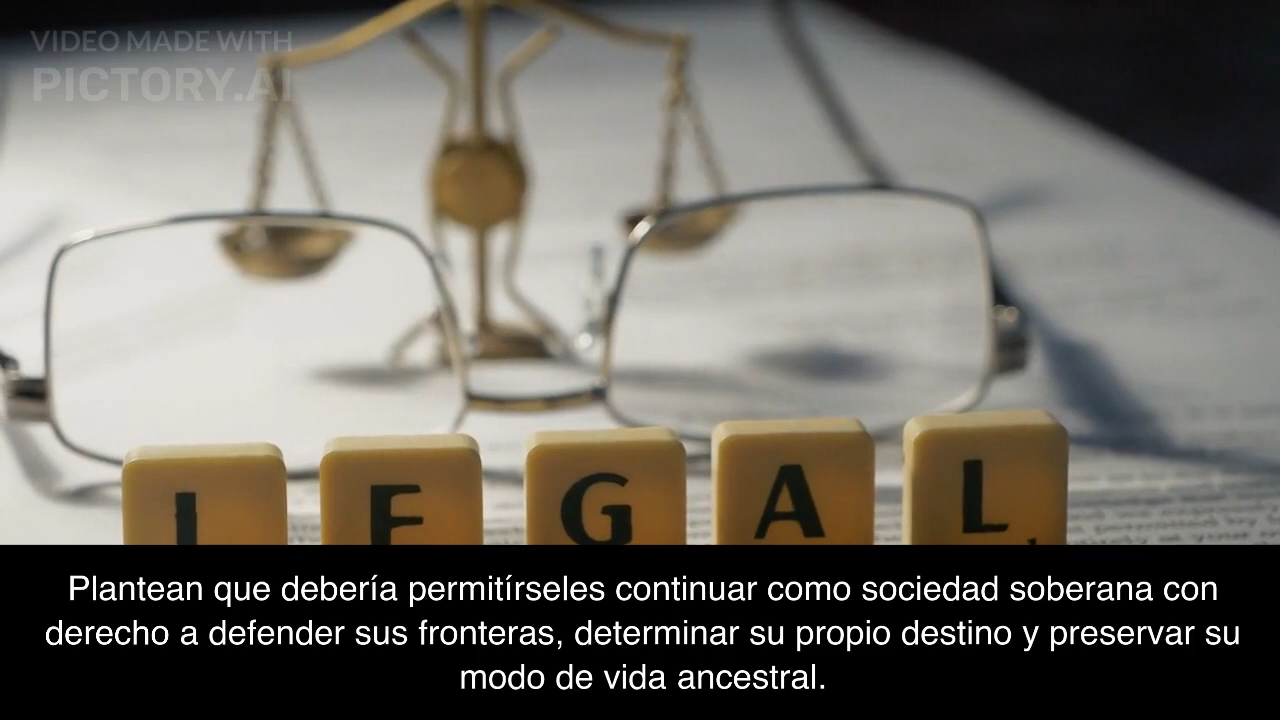 VIDEO MADE WITH
PICTORY.AI
LEGAL
Plantean que debería permitírseles continuar como sociedad soberana con
derecho a defender sus fronteras, determinar su propio destino y preservar su
modo de vida ancestral.